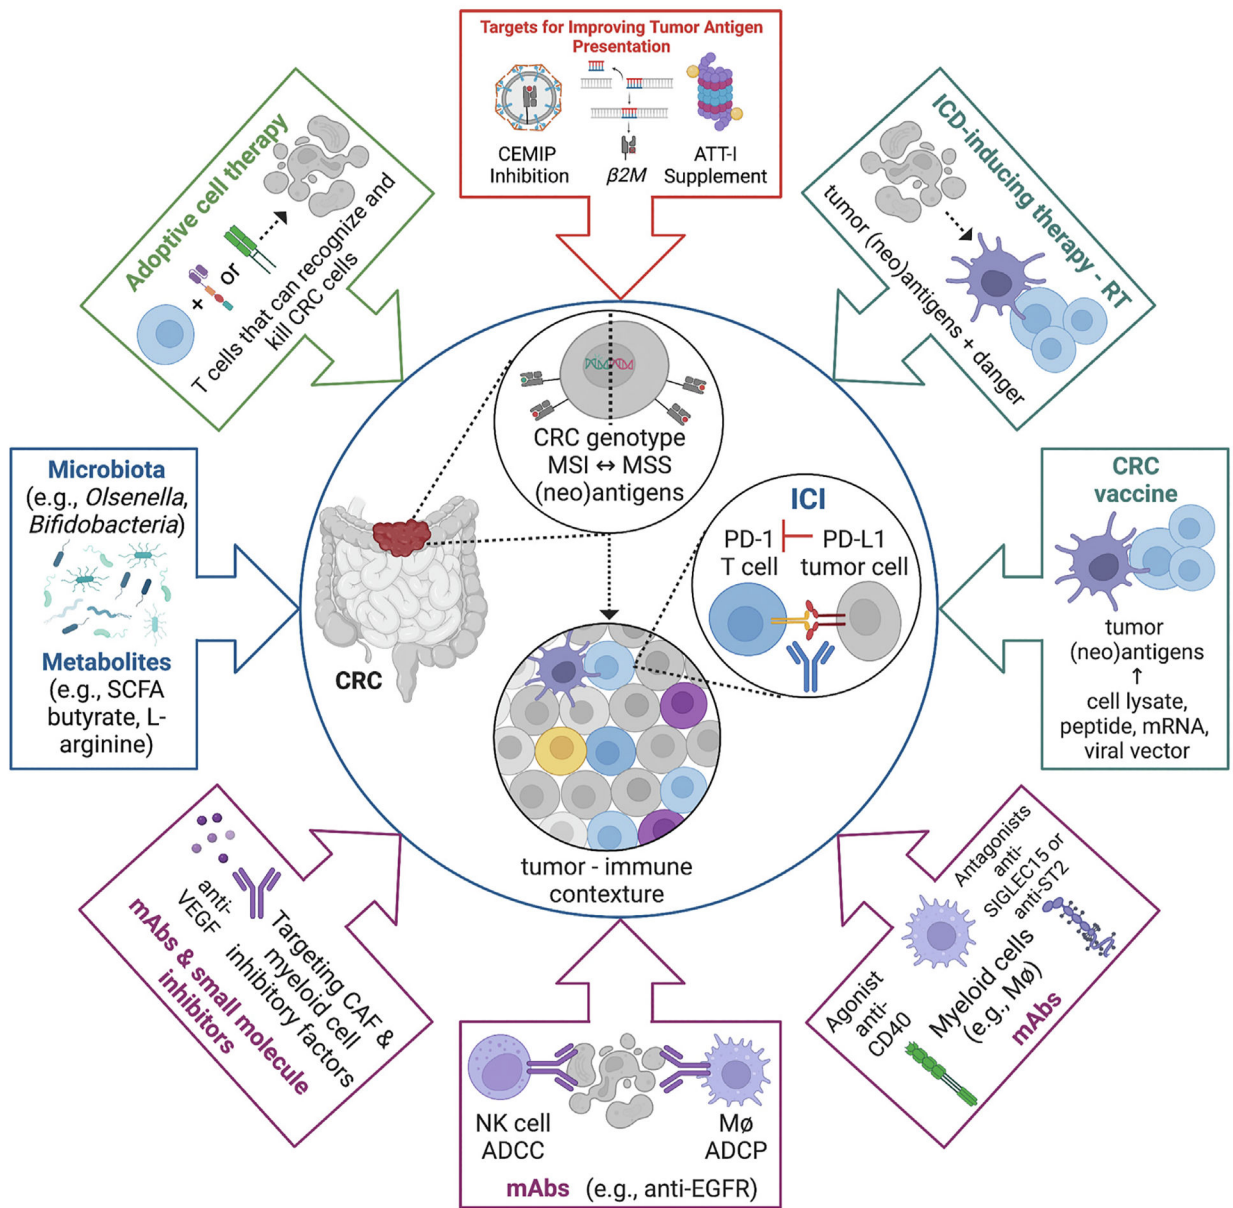 Targets for Improving Tumor Antigen
Presentation
CEMIP
Inhibition
β2M
ATT-I
Supplement
Adoptive cell therapy
+
or
T cells that can recognize and
kill CRC cells
ICD-inducing therapy - RT
tumor (neo)antigens + danger
Microbiota
(e.g., Olsenella,
Bifidobacteria)
Metabolites
(e.g., SCFA
butyrate, L-
arginine)
CRC genotype
MSI ↔ MSS
(neo)antigens
ICI
PD-1
T cell
PD-L1
tumor cell
CRC
tumor - immune
contexture
CRC
vaccine
tumor
(neo)antigens
↑
cell lysate,
peptide, mRNA,
viral vector
anti-
VEGF
Targeting CAF &
myeloid cell
inhibitory factors
mAbs & small molecule
inhibitors
NK cell
ADCC
Mø
ADCP
mAbs (e.g., anti-EGFR)
Antagonists
anti-
SIGLEC15 or
anti-ST2
Agonist
anti-
CD40
Myeloid cells
(e.g., Mø)
mAbs